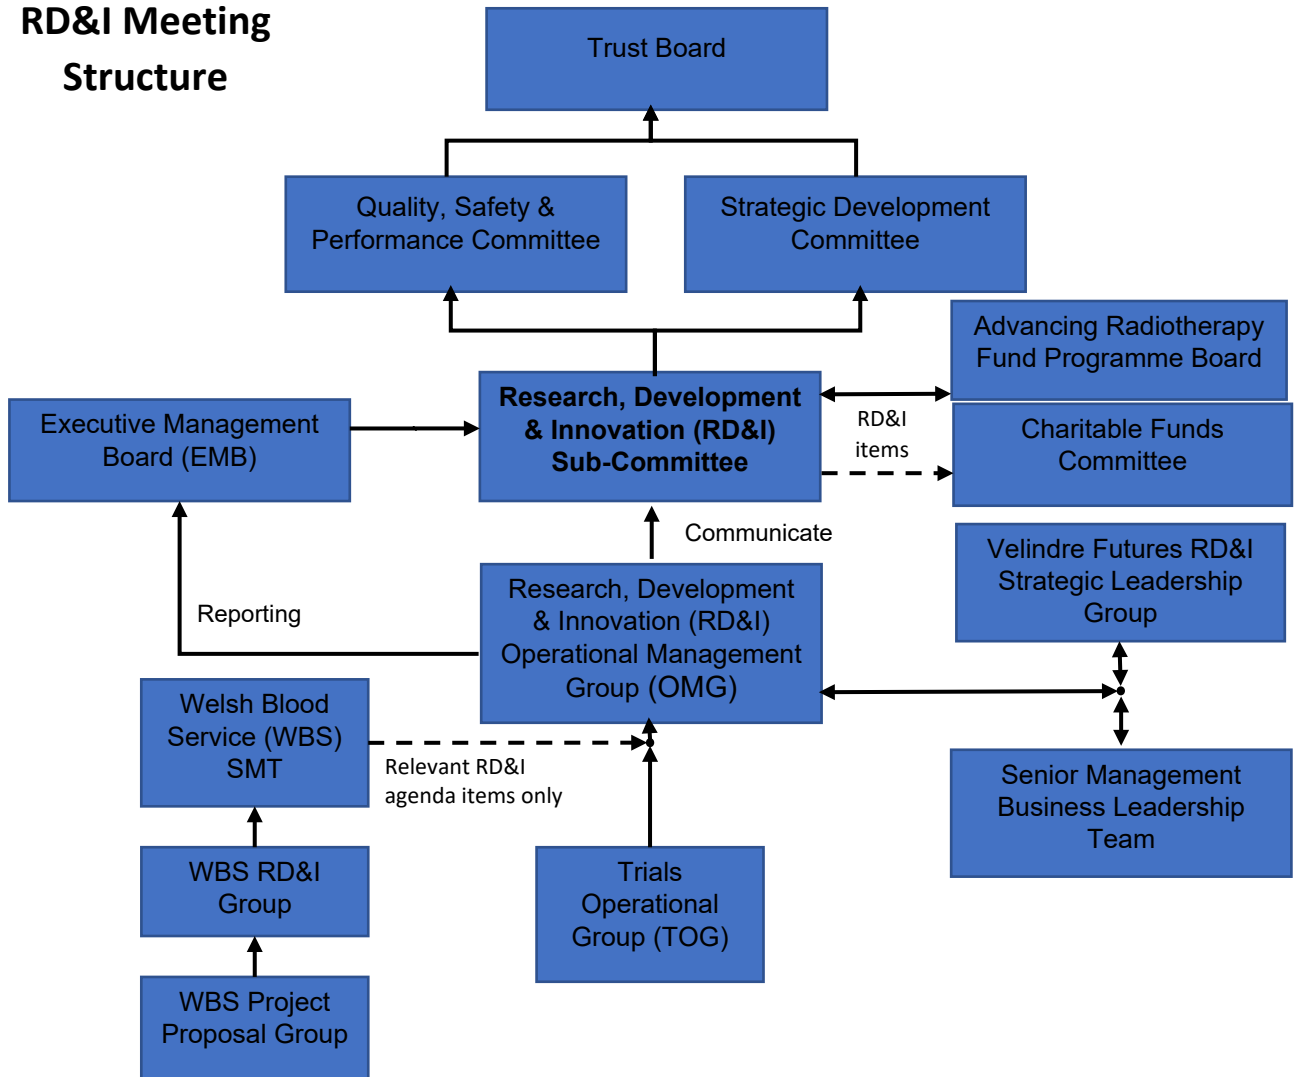 RD&I Meeting
Structure
Trust Board
Quality, Safety &
Performance Committee
Strategic Development
Committee
Advancing Radiotherapy
Fund Programme Board
Executive Management
Board (EMB)
Research, Development
& Innovation (RD&I)
Sub-Committee
RD&I
items
Charitable Funds
Committee
Communicate
Velindre Futures RD&I
Strategic Leadership
Group
Reporting
Research, Development
& Innovation (RD&I)
Operational Management
Group (OMG)
Welsh Blood
Service (WBS)
SMT
Relevant RD&I
agenda items only
Senior Management
Business Leadership
Team
WBS RD&I
Group
Trials
Operational
Group (TOG)
WBS Project
Proposal Group